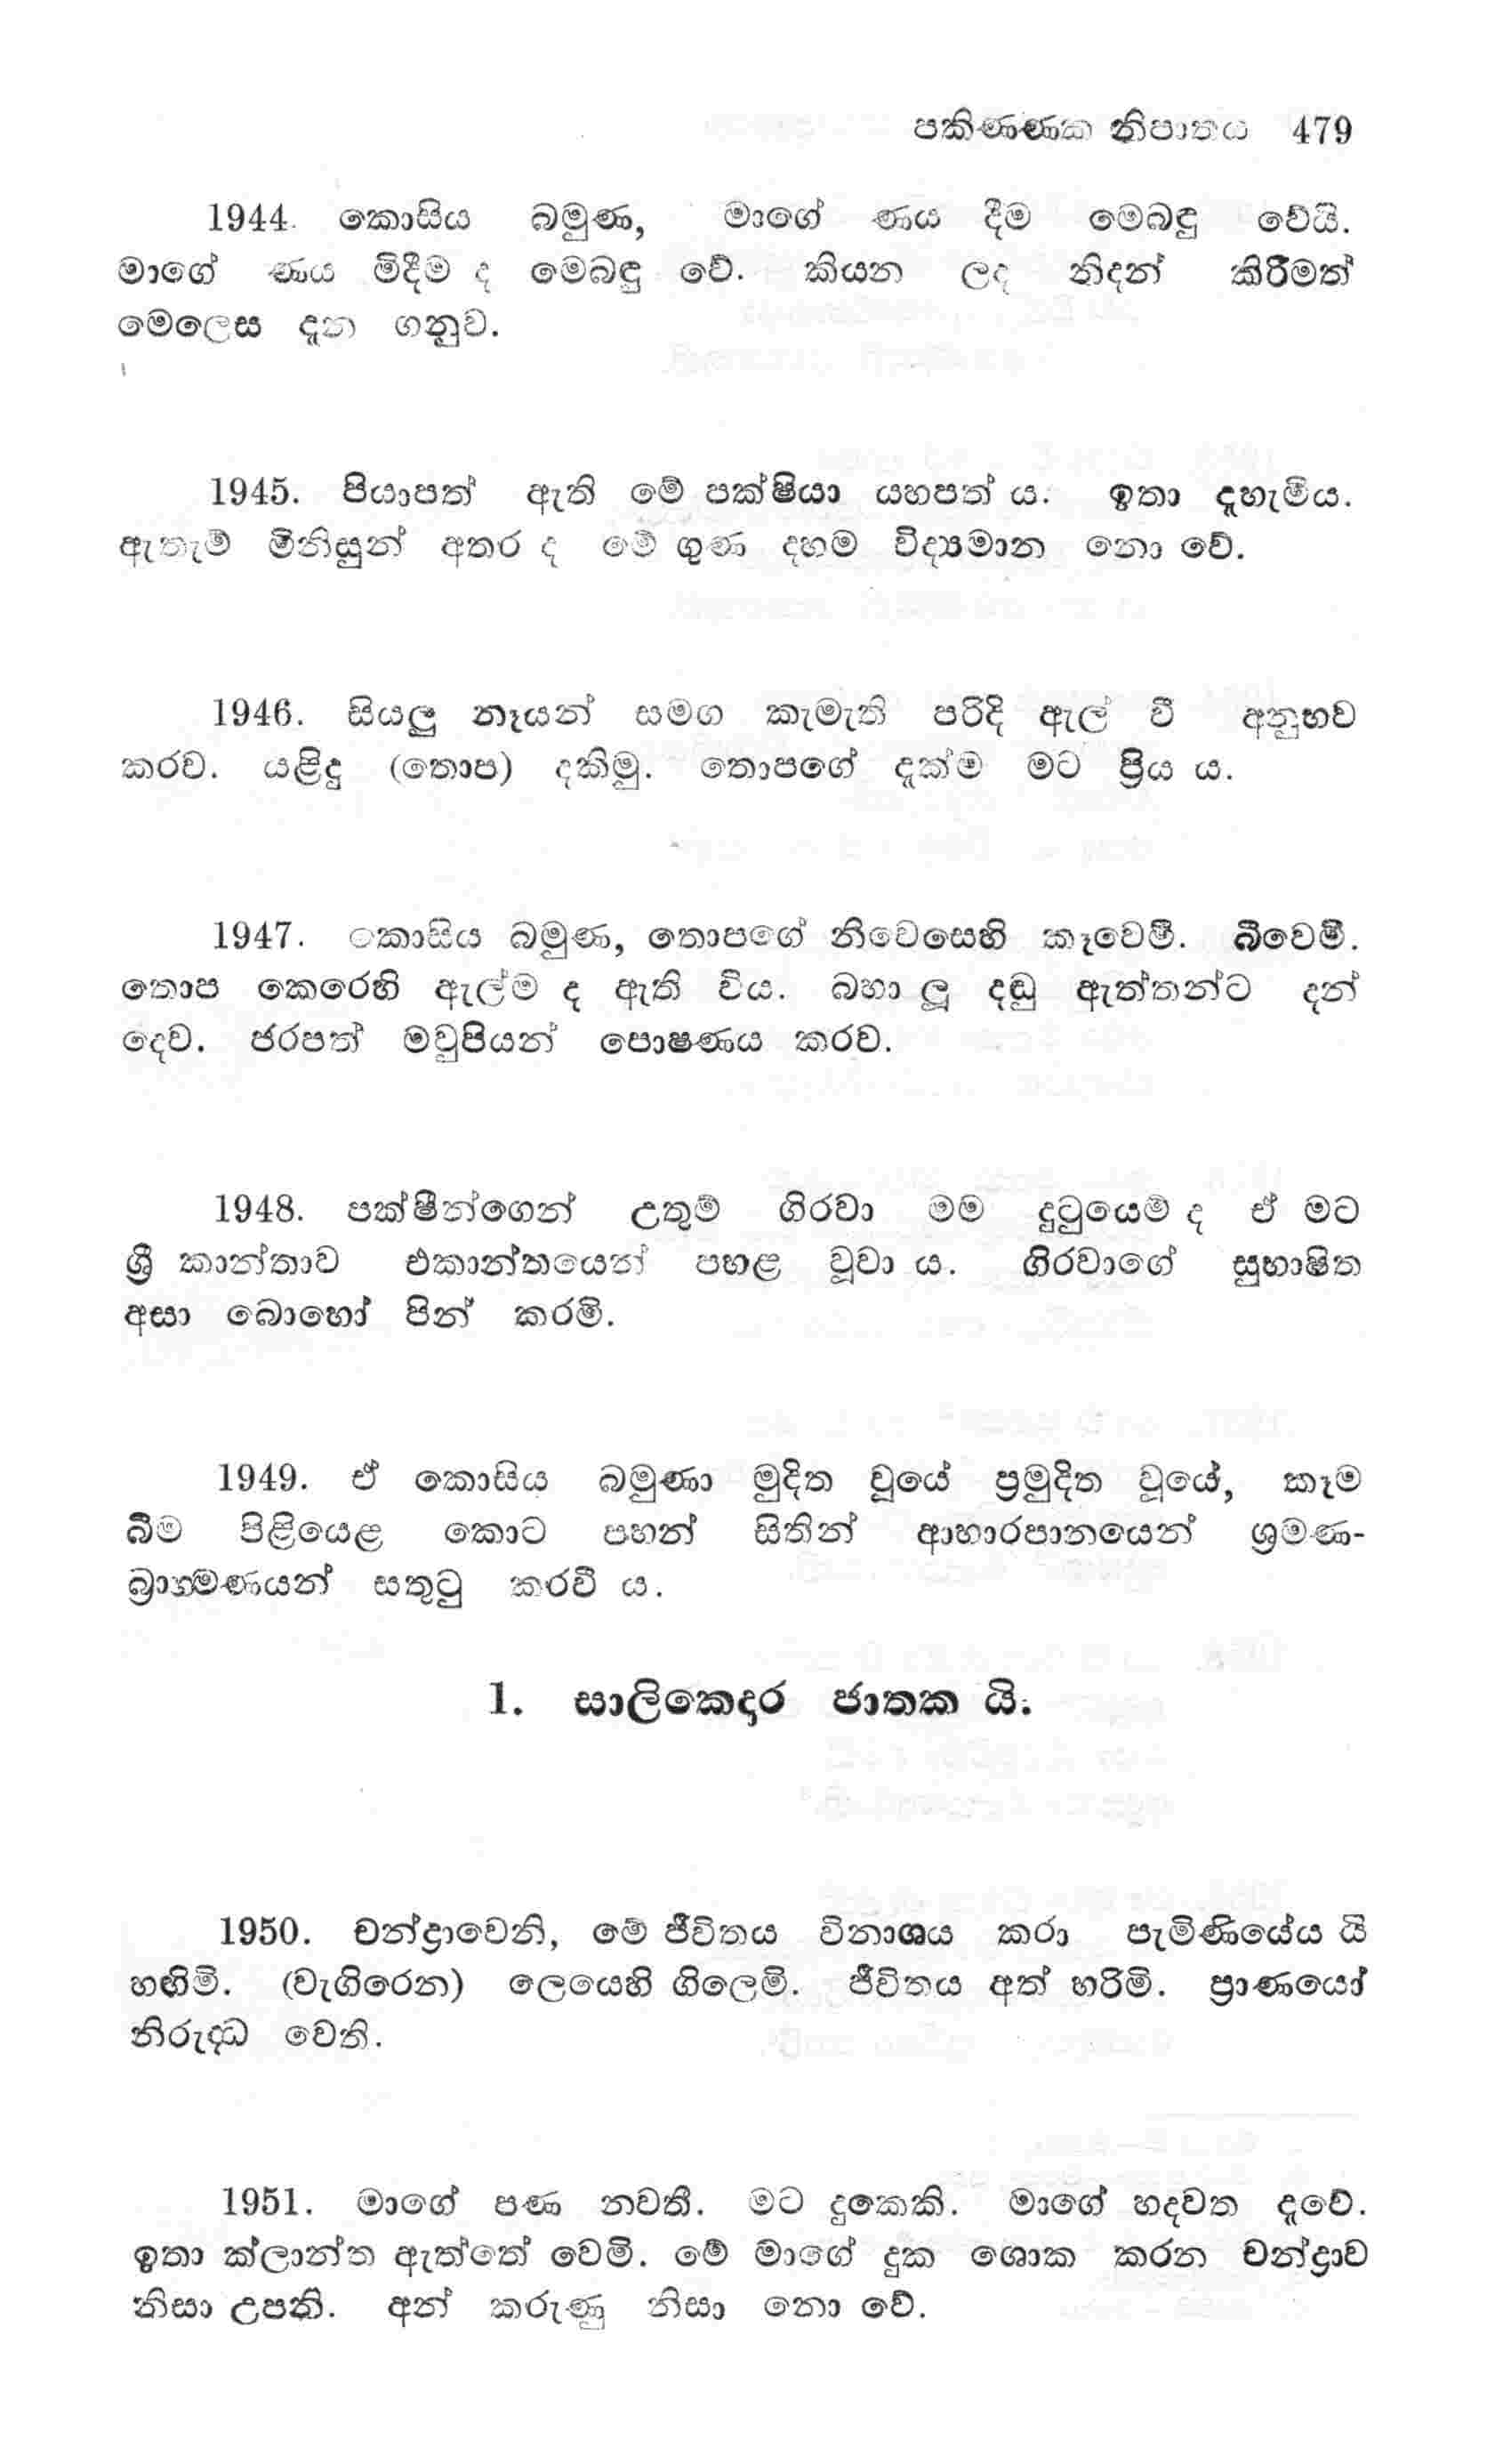 පකිණණක නිපාතය 479
1944. කොසිය බමුණ, මාගේ ණය දීම මෙබඳු වේයි.
මාගේ ණය මිදීම ද මෙබඳු වේ. කියන ලද නිදන් කිරීමත්
මෙලෙස දැන ගනුව.
1945. පියාපත් ඇති මේ පක්ෂියා යහපත් ය. ඉතා දැහැමිය.
ඇතැම් මිනිසුන් අතර ද මේ ගුණ දහම විද්‍යමාන නො වේ.
1946. සියලු නෑයන් සමග කැමැති පරිදි ඇල් වී අනුභව
කරව. යළිදු (තොප) දකිමු. තොපගේ දැක්ම මට ප්‍රිය ය.
1947. කොසිය බමුණ, තොපගේ නිවෙසෙහි කෑවෙමි. බීවෙමි.
තොප කෙරෙහි ඇල්ම ද ඇති විය. බහා ලූ දඬු ඇත්තන්ට දන්
දෙව. ජරපත් මවුපියන් පොෂණය කරව.
1948. පක්ෂීන්ගෙන් උතුම් ගිරවා මම දුටුයෙම් ද ඒ මට
ශ්‍රී කාන්තාව එකාන්තයෙන් පහළ වූවා ය. ගිරවාගේ සුභාෂිත
අසා බොහෝ පින් කරමි.
1949. ඒ කොසිය බමුණා මුදිත වූයේ ප්‍රමුදිත වූයේ, කෑම
බීම පිළියෙළ කොට පහන් සිතින් ආහාරපානයෙන් ශ්‍රමණ-
බ්‍රාහ්මණයන් සතුටු කරවී ය.
1. සාලිකෙදාර ජාතක යි.
1950. චන්ද්‍රාවෙනි, මේ ජීවිතය විනාශය කරා පැමිණියේය යි
හඟිමි. (වැගිරෙන) ලෙයෙහි ගිලෙමි. ජීවිතය අත් හරිමි. ප්‍රාණයෝ
නිරුද්‍ධ වෙති.
1951. මාගේ පණ නවතී. මට දුකෙකි. මාගේ හදවත දැවේ.
ඉතා ක්ලාන්ත ඇත්තේ වෙමි. මේ මාගේ දුක ශොක කරන චන්ද්‍රාව
නිසා උපනි. අන් කරුණු නිසා නො වේ.